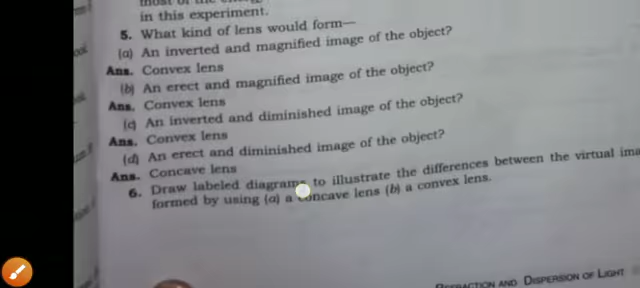 in this experiment.
5. What kind of lens would form—
(a) An inverted and magnified image of the object?
Ans. Convex lens
(b) An erect and magnified image of the object?
Ans. Convex lens
(c) An inverted and diminished image of the object?
Ans. Convex lens
(d) An erect and diminished image of the object?
Ans. Concave lens
6. Draw labeled diagrams to illustrate the differences between the virtual ima
formed by using (a) a concave lens (b) a convex lens.
REFRACTION AND DISPERSION OF LIGHT